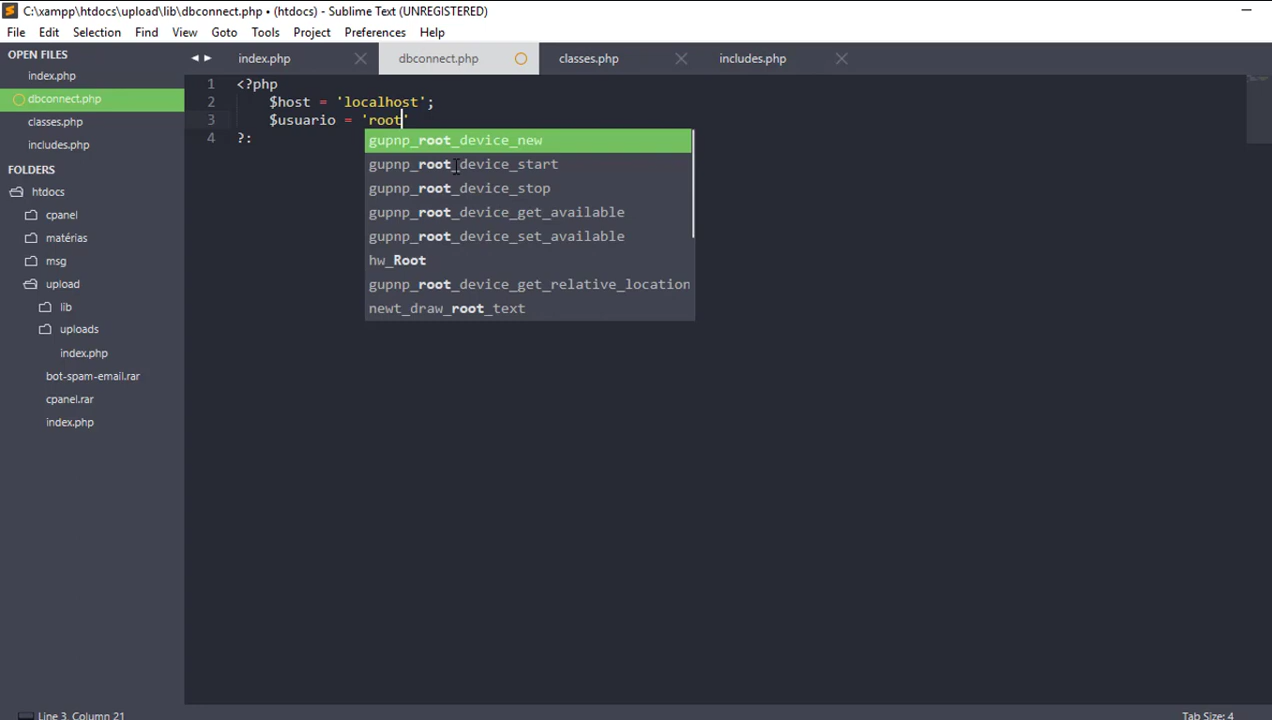 C:\xampp\htdocs\upload\lib\dbconnect.php • (htdocs) - Sublime Text (UNREGISTERED)
File Edit Selection Find View Goto Tools Project Preferences Help
OPEN FILES
index.php
dbconnect.php
classes.php
includes.php
FOLDERS
htdocs
cpanel
matérias
msg
upload
lib
uploads
index.php
bot-spam-email.rar
cpanel.rar
index.php
index.php dbconnect.php classes.php includes.php
1 <?php
2 $host = 'localhost';
3 $usuario = 'root'
4 ?:
gupnp_root_device_new
gupnp_root_device_start
gupnp_root_device_stop
gupnp_root_device_get_available
gupnp_root_device_set_available
hw_Root
gupnp_root_device_get_relative_location
newt_draw_root_text
Line 3, Column 21 Tab Size: 4